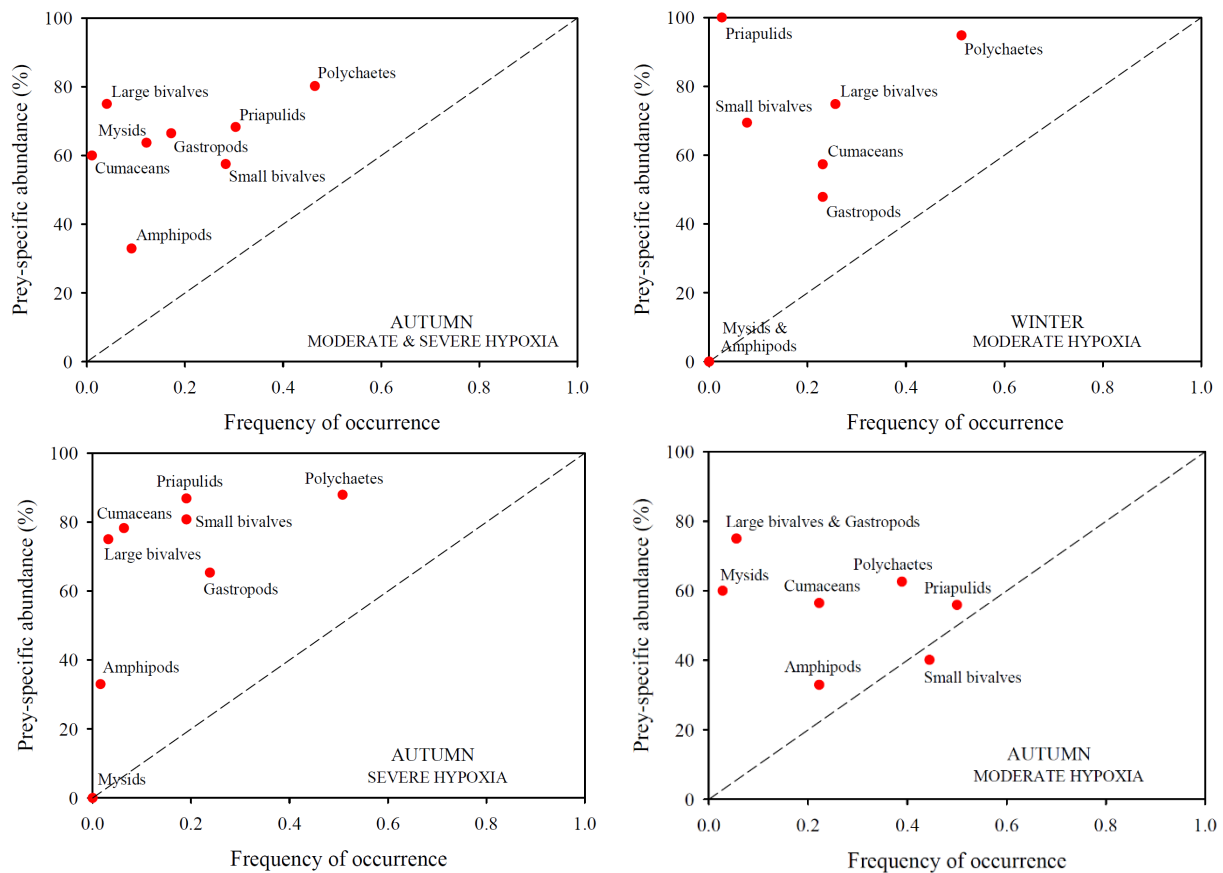 Prey-specific abundance (%)
100
80
60
40
20
0
Large bivalves
Polychaetes
Mysids
Priapulids
Gastropods
Cumaceans
Small bivalves
Amphipods
AUTUMN
MODERATE & SEVERE HYPOXIA
0.0
0.2
0.4
0.6
0.8
1.0
Frequency of occurrence
Prey-specific abundance (%)
100
80
60
40
20
0
Priapulids
Polychaetes
Small bivalves
Large bivalves
Cumaceans
Gastropods
Mysids &
Amphipods
WINTER
MODERATE HYPOXIA
0.0
0.2
0.4
0.6
0.8
1.0
Frequency of occurrence
Prey-specific abundance (%)
100
80
60
40
20
0
Priapulids
Polychaetes
Cumaceans
Small bivalves
Large bivalves
Gastropods
Amphipods
Mysids
AUTUMN
SEVERE HYPOXIA
0.0
0.2
0.4
0.6
0.8
1.0
Frequency of occurrence
Prey-specific abundance (%)
100
80
60
40
20
0
Large bivalves & Gastropods
Mysids
Cumaceans
Polychaetes
Priapulids
Amphipods
Small bivalves
AUTUMN
MODERATE HYPOXIA
0.0
0.2
0.4
0.6
0.8
1.0
Frequency of occurrence